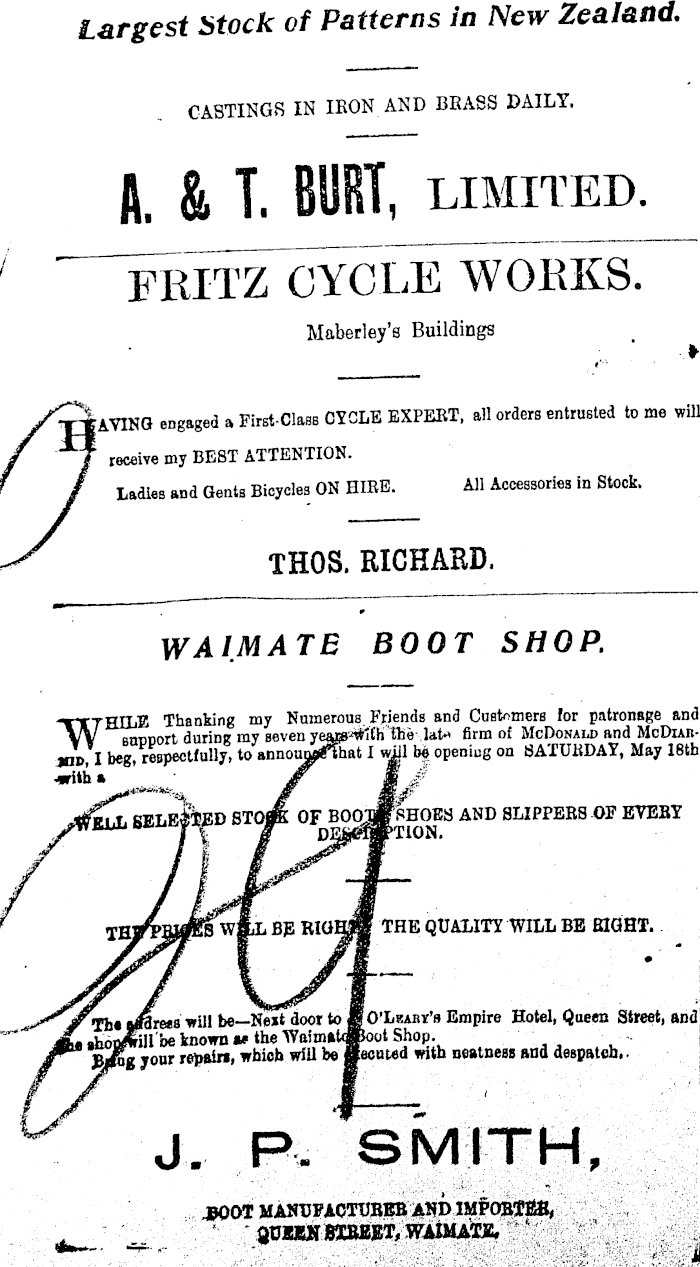 Largest Stock of Patterns in New Zealand.
CASTINGS IN IRON AND BRASS DAILY.
A. & T. BURT, LIMITED.
FRITZ CYCLE WORKS.
Maberley's Buildings
HAVING engaged a First-Class CYCLE EXPERT, all orders entrusted to me will
receive my BEST ATTENTION.
Ladies and Gents Bicycles ON HIRE. All Accessories in Stock.
THOS. RICHARD.
WAIMATE BOOT SHOP.
WHILE Thanking my Numerous Friends and Customers for patronage and
support during my seven years with the late firm of McDONALD and McDIAR-
MID, I beg, respectfully, to announce that I will be opening on SATURDAY, May 18th
with a
WELL SELECTED STOCK OF BOOTS SHOES AND SLIPPERS OF EVERY
DESCRIPTION.
THE PRICES WILL BE RIGHT THE QUALITY WILL BE RIGHT.
The address will be—Next door to O'LEARY'S Empire Hotel, Queen Street, and
the shop will be known as the Waimate Boot Shop.
Bring your repairs, which will be executed with neatness and despatch.
J. P. SMITH,
BOOT MANUFACTURER AND IMPORTER,
QUEEN STREET, WAIMATE.